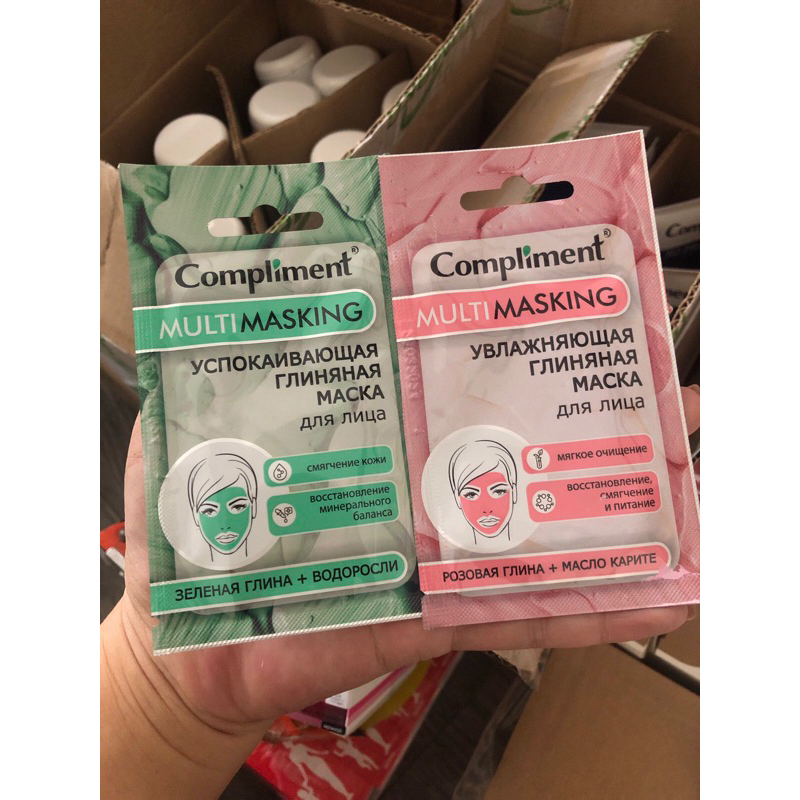 Compliment®
MULTIMASKING
УСПОКАИВАЮЩАЯ
ГЛИНЯНАЯ
МАСКА
для лица
смягчение кожи
восстановление
минерального
баланса
ЗЕЛЕНАЯ ГЛИНА + ВОДОРОСЛИ
Compliment®
MULTIMASKING
УВЛАЖНЯЮЩАЯ
ГЛИНЯНАЯ
МАСКА
для лица
мягкое очищение
восстановление,
смягчение
и питание
РОЗОВАЯ ГЛИНА + МАСЛО КАРИТЕ